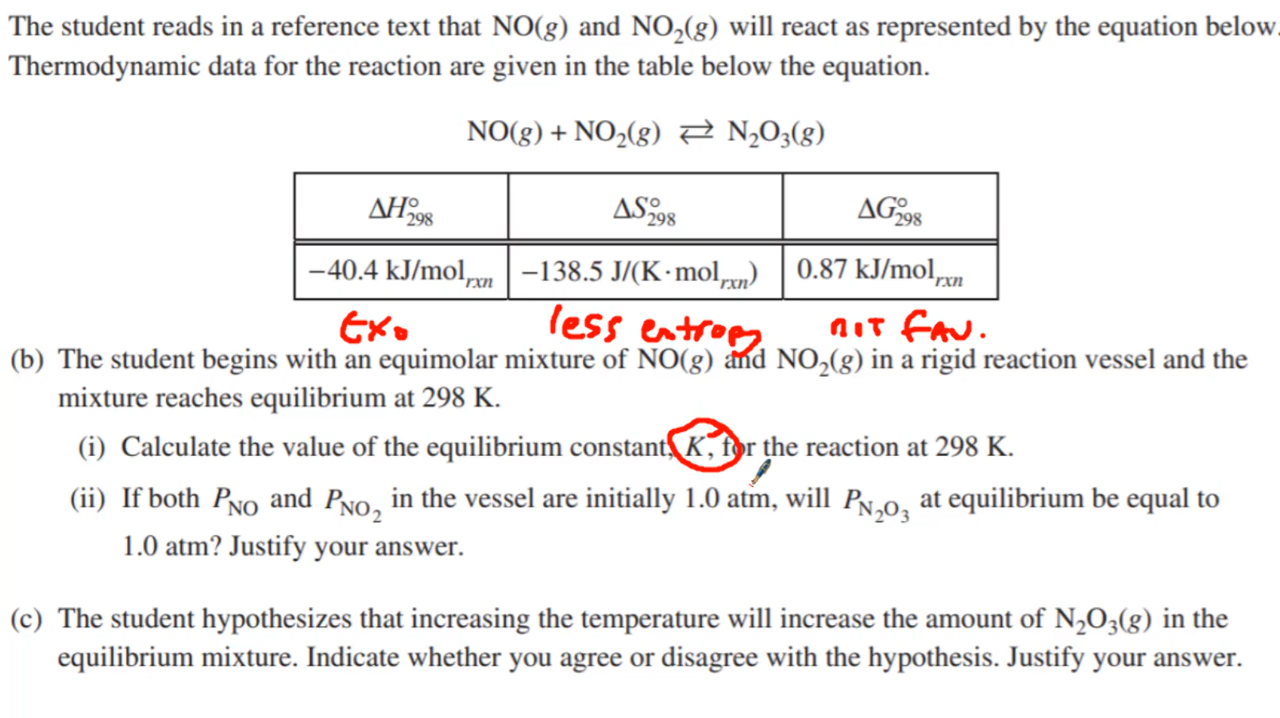 The student reads in a reference text that NO(g) and NO₂(g) will react as represented by the equation below.
Thermodynamic data for the reaction are given in the table below the equation.
NO(g) + NO₂(g) ⇄ N₂O₃(g)
ΔH°₂₉₈ ΔS°₂₉₈ ΔG°₂₉₈
−40.4 kJ/molᵣₓₙ −138.5 J/(K·molᵣₓₙ) 0.87 kJ/molᵣₓₙ
Exo less entropy not fav.
(b) The student begins with an equimolar mixture of NO(g) and NO₂(g) in a rigid reaction vessel and the
mixture reaches equilibrium at 298 K.
(i) Calculate the value of the equilibrium constant, K, for the reaction at 298 K.
(ii) If both P_NO and P_NO₂ in the vessel are initially 1.0 atm, will P_N₂O₃ at equilibrium be equal to
1.0 atm? Justify your answer.
(c) The student hypothesizes that increasing the temperature will increase the amount of N₂O₃(g) in the
equilibrium mixture. Indicate whether you agree or disagree with the hypothesis. Justify your answer.